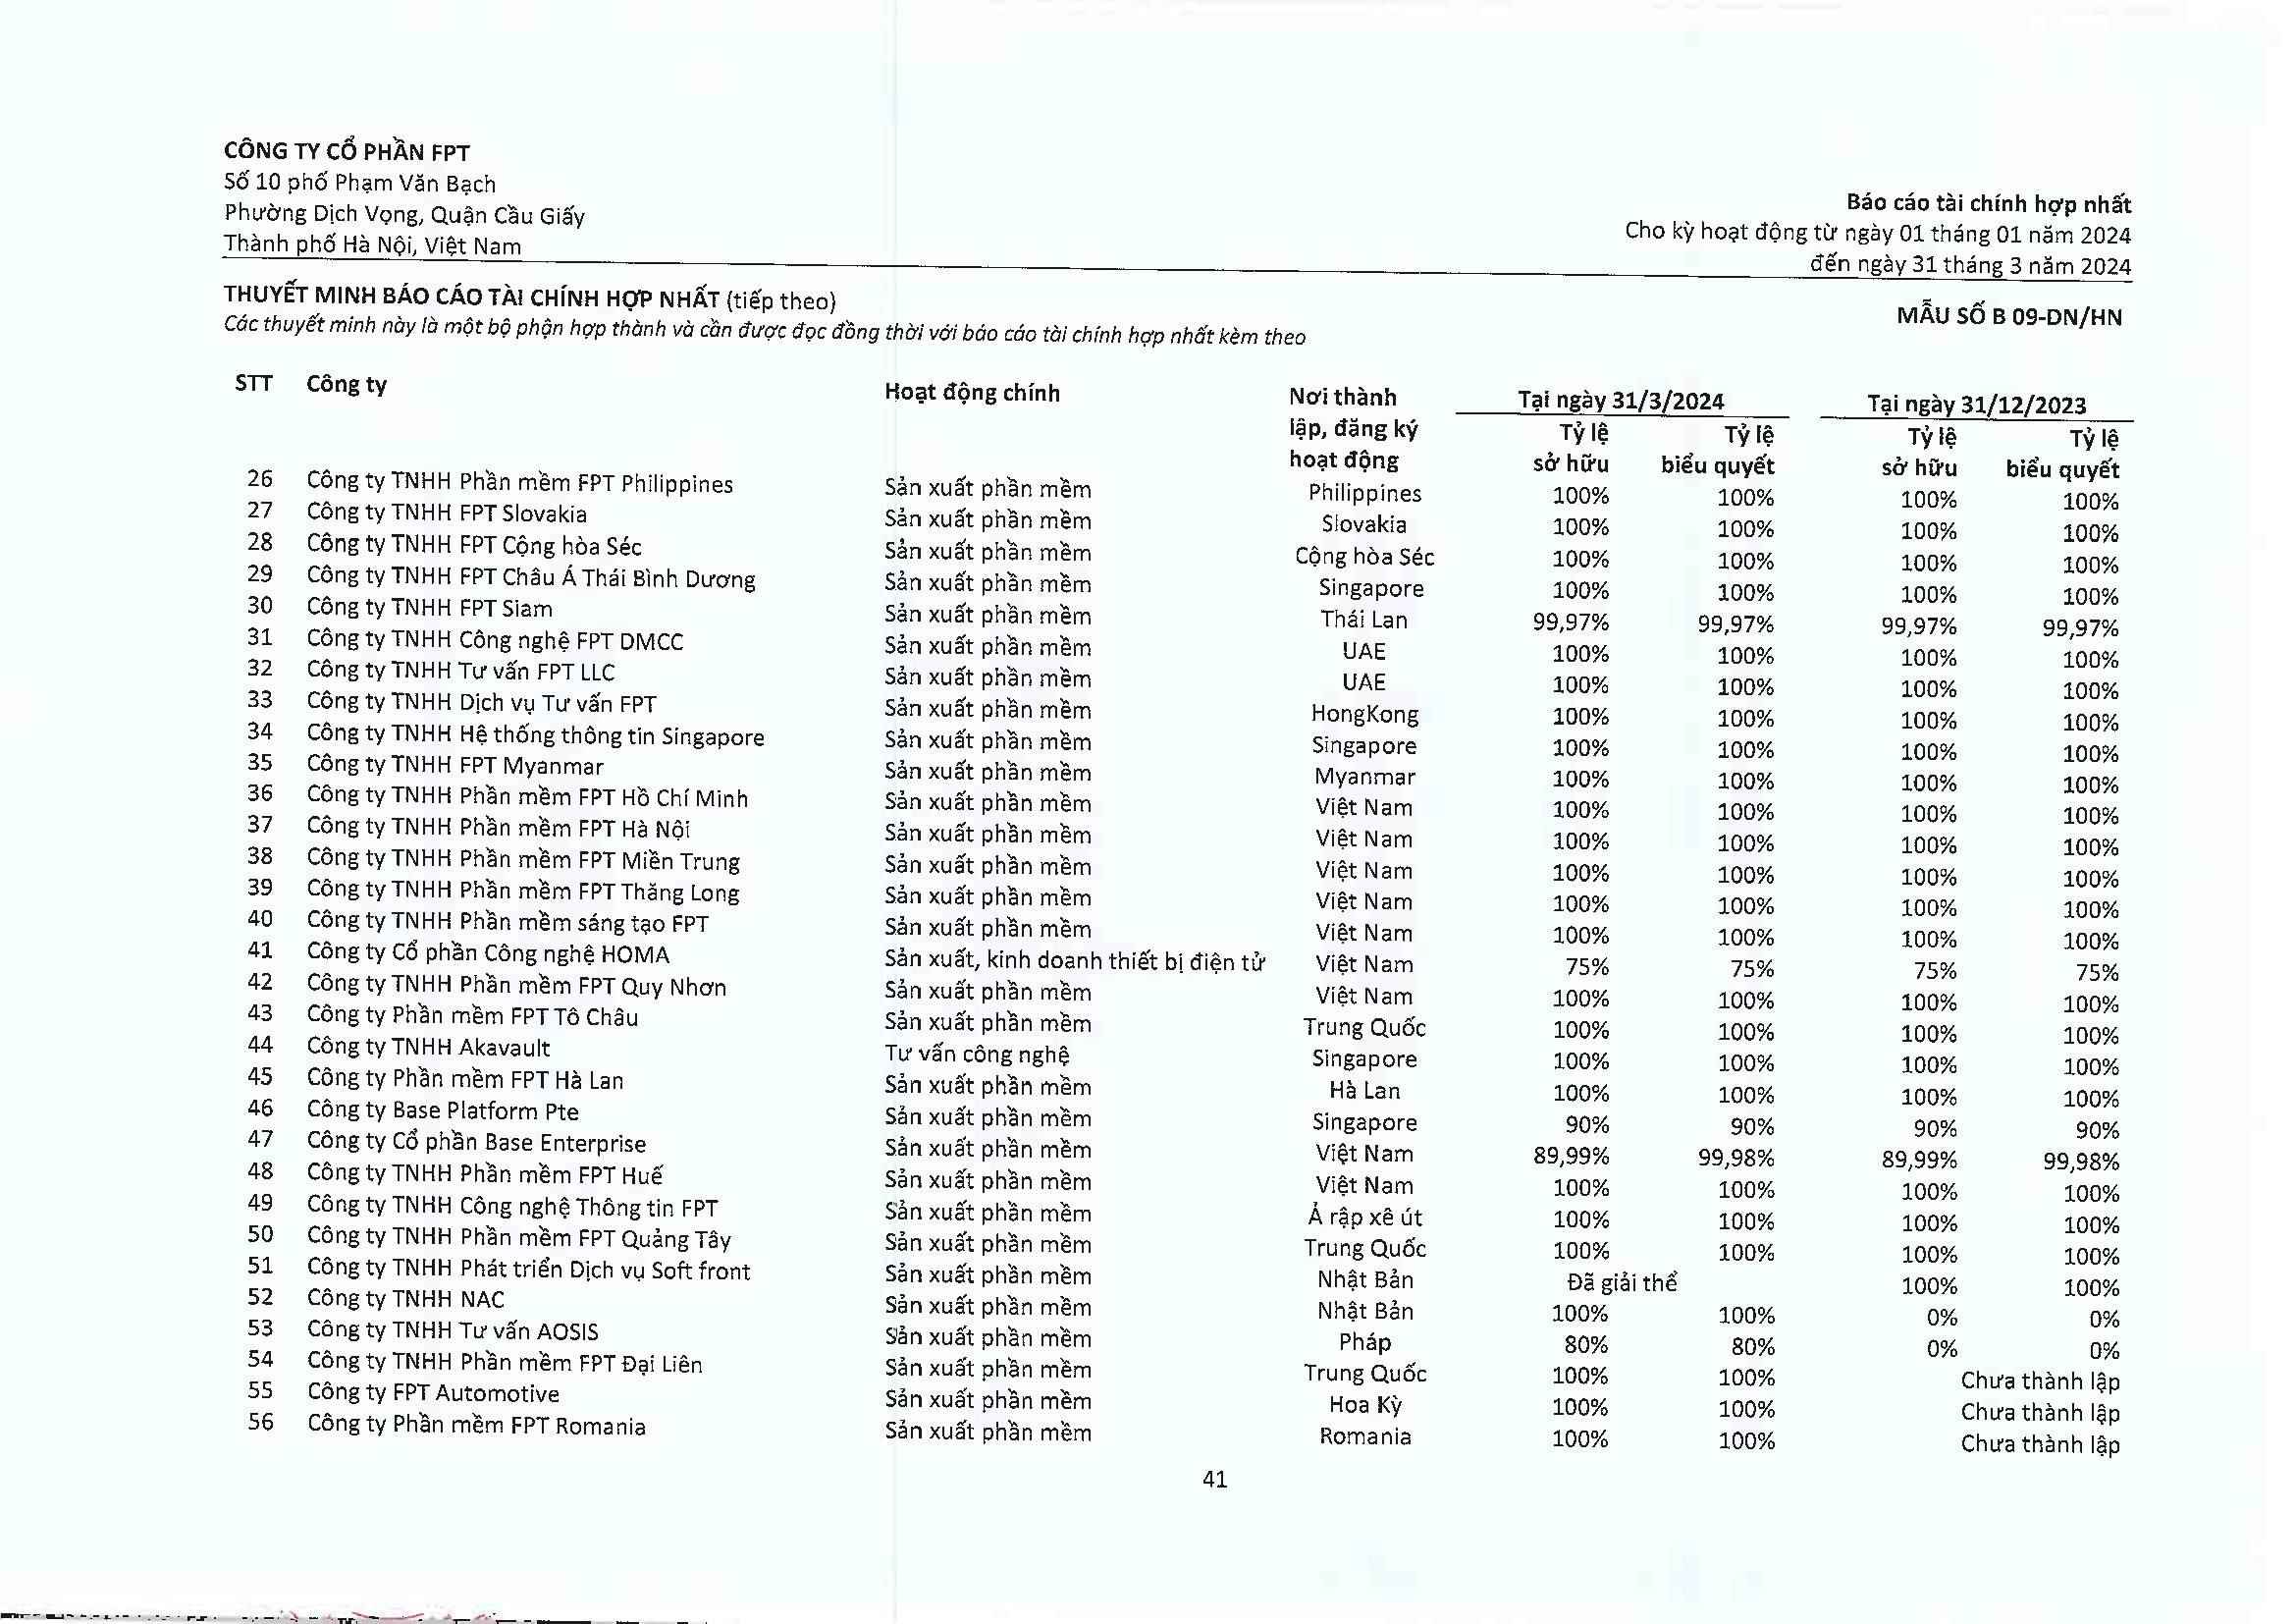 CÔNG TY CỔ PHẦN FPT
Số 10 phố Phạm Văn Bạch
Phường Dịch Vọng, Quận Cầu Giấy
Thành phố Hà Nội, Việt Nam
Báo cáo tài chính hợp nhất
Cho kỳ hoạt động từ ngày 01 tháng 01 năm 2024
đến ngày 31 tháng 3 năm 2024
THUYẾT MINH BÁO CÁO TÀI CHÍNH HỢP NHẤT (tiếp theo)
Các thuyết minh này là một bộ phận hợp thành và cần được đọc đồng thời với báo cáo tài chính hợp nhất kèm theo
MẪU SỐ B 09-DN/HN
STT Công ty Hoạt động chính Nơi thành Tại ngày 31/3/2024 Tại ngày 31/12/2023
lập, đăng ký Tỷ lệ Tỷ lệ Tỷ lệ Tỷ lệ
hoạt động sở hữu biểu quyết sở hữu biểu quyết
26 Công ty TNHH Phần mềm FPT Philippines Sản xuất phần mềm Philippines 100% 100% 100% 100%
27 Công ty TNHH FPT Slovakia Sản xuất phần mềm Slovakia 100% 100% 100% 100%
28 Công ty TNHH FPT Cộng hòa Séc Sản xuất phần mềm Cộng hòa Séc 100% 100% 100% 100%
29 Công ty TNHH FPT Châu Á Thái Bình Dương Sản xuất phần mềm Singapore 100% 100% 100% 100%
30 Công ty TNHH FPT Siam Sản xuất phần mềm Thái Lan 99,97% 99,97% 99,97% 99,97%
31 Công ty TNHH Công nghệ FPT DMCC Sản xuất phần mềm UAE 100% 100% 100% 100%
32 Công ty TNHH Tư vấn FPT LLC Sản xuất phần mềm UAE 100% 100% 100% 100%
33 Công ty TNHH Dịch vụ Tư vấn FPT Sản xuất phần mềm HongKong 100% 100% 100% 100%
34 Công ty TNHH Hệ thống thông tin Singapore Sản xuất phần mềm Singapore 100% 100% 100% 100%
35 Công ty TNHH FPT Myanmar Sản xuất phần mềm Myanmar 100% 100% 100% 100%
36 Công ty TNHH Phần mềm FPT Hồ Chí Minh Sản xuất phần mềm Việt Nam 100% 100% 100% 100%
37 Công ty TNHH Phần mềm FPT Hà Nội Sản xuất phần mềm Việt Nam 100% 100% 100% 100%
38 Công ty TNHH Phần mềm FPT Miền Trung Sản xuất phần mềm Việt Nam 100% 100% 100% 100%
39 Công ty TNHH Phần mềm FPT Thăng Long Sản xuất phần mềm Việt Nam 100% 100% 100% 100%
40 Công ty TNHH Phần mềm sáng tạo FPT Sản xuất phần mềm Việt Nam 100% 100% 100% 100%
41 Công ty Cổ phần Công nghệ HOMA Sản xuất, kinh doanh thiết bị điện tử Việt Nam 75% 75% 75% 75%
42 Công ty TNHH Phần mềm FPT Quy Nhơn Sản xuất phần mềm Việt Nam 100% 100% 100% 100%
43 Công ty Phần mềm FPT Tô Châu Sản xuất phần mềm Trung Quốc 100% 100% 100% 100%
44 Công ty TNHH Akavault Tư vấn công nghệ Singapore 100% 100% 100% 100%
45 Công ty Phần mềm FPT Hà Lan Sản xuất phần mềm Hà Lan 100% 100% 100% 100%
46 Công ty Base Platform Pte Sản xuất phần mềm Singapore 90% 90% 90% 90%
47 Công ty Cổ phần Base Enterprise Sản xuất phần mềm Việt Nam 89,99% 99,98% 89,99% 99,98%
48 Công ty TNHH Phần mềm FPT Huế Sản xuất phần mềm Việt Nam 100% 100% 100% 100%
49 Công ty TNHH Công nghệ Thông tin FPT Sản xuất phần mềm Ả rập xê út 100% 100% 100% 100%
50 Công ty TNHH Phần mềm FPT Quảng Tây Sản xuất phần mềm Trung Quốc 100% 100% 100% 100%
51 Công ty TNHH Phát triển Dịch vụ Soft front Sản xuất phần mềm Nhật Bản Đã giải thể 100% 100%
52 Công ty TNHH NAC Sản xuất phần mềm Nhật Bản 100% 100% 0% 0%
53 Công ty TNHH Tư vấn AOSIS Sản xuất phần mềm Pháp 80% 80% 0% 0%
54 Công ty TNHH Phần mềm FPT Đại Liên Sản xuất phần mềm Trung Quốc 100% 100% Chưa thành lập
55 Công ty FPT Automotive Sản xuất phần mềm Hoa Kỳ 100% 100% Chưa thành lập
56 Công ty Phần mềm FPT Romania Sản xuất phần mềm Romania 100% 100% Chưa thành lập
41